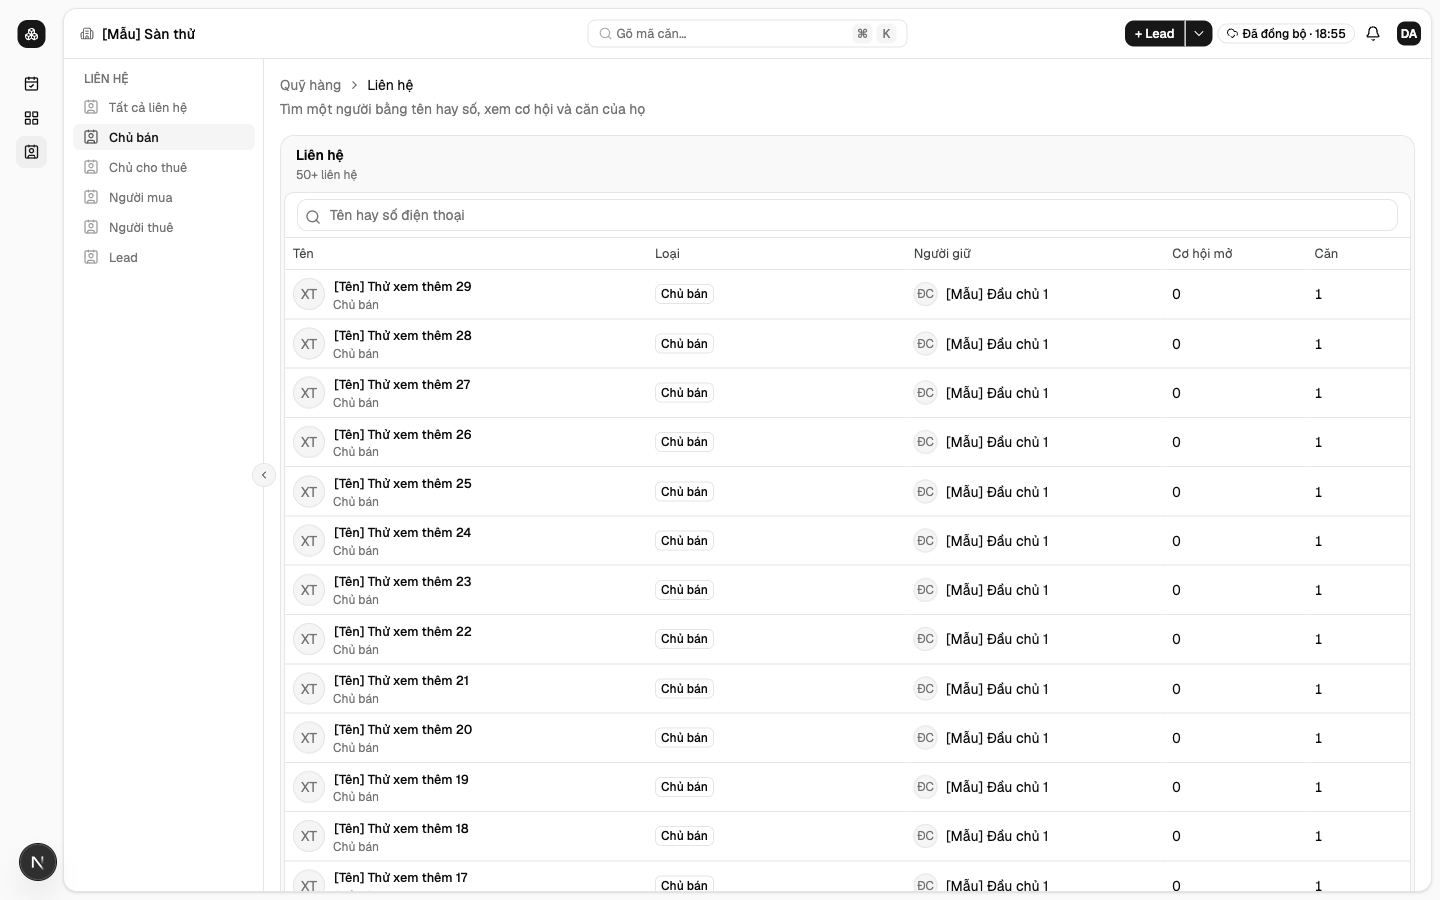 [Mẫu] Sàn thử
Gõ mã căn...
⌘ K
+ Lead
Đã đồng bộ · 18:55
DA
LIÊN HỆ
Tất cả liên hệ
Chủ bán
Chủ cho thuê
Người mua
Người thuê
Lead
Quỹ hàng > Liên hệ
Tìm một người bằng tên hay số, xem cơ hội và căn của họ
Liên hệ
50+ liên hệ
Tên hay số điện thoại
Tên Loại Người giữ Cơ hội mở Căn
XT [Tên] Thử xem thêm 29 Chủ bán ĐC [Mẫu] Đầu chủ 1 0 1
Chủ bán
XT [Tên] Thử xem thêm 28 Chủ bán ĐC [Mẫu] Đầu chủ 1 0 1
Chủ bán
XT [Tên] Thử xem thêm 27 Chủ bán ĐC [Mẫu] Đầu chủ 1 0 1
Chủ bán
XT [Tên] Thử xem thêm 26 Chủ bán ĐC [Mẫu] Đầu chủ 1 0 1
Chủ bán
XT [Tên] Thử xem thêm 25 Chủ bán ĐC [Mẫu] Đầu chủ 1 0 1
Chủ bán
XT [Tên] Thử xem thêm 24 Chủ bán ĐC [Mẫu] Đầu chủ 1 0 1
Chủ bán
XT [Tên] Thử xem thêm 23 Chủ bán ĐC [Mẫu] Đầu chủ 1 0 1
Chủ bán
XT [Tên] Thử xem thêm 22 Chủ bán ĐC [Mẫu] Đầu chủ 1 0 1
Chủ bán
XT [Tên] Thử xem thêm 21 Chủ bán ĐC [Mẫu] Đầu chủ 1 0 1
Chủ bán
XT [Tên] Thử xem thêm 20 Chủ bán ĐC [Mẫu] Đầu chủ 1 0 1
Chủ bán
XT [Tên] Thử xem thêm 19 Chủ bán ĐC [Mẫu] Đầu chủ 1 0 1
Chủ bán
XT [Tên] Thử xem thêm 18 Chủ bán ĐC [Mẫu] Đầu chủ 1 0 1
Chủ bán
XT [Tên] Thử xem thêm 17 Chủ bán ĐC [Mẫu] Đầu chủ 1 0 1
N